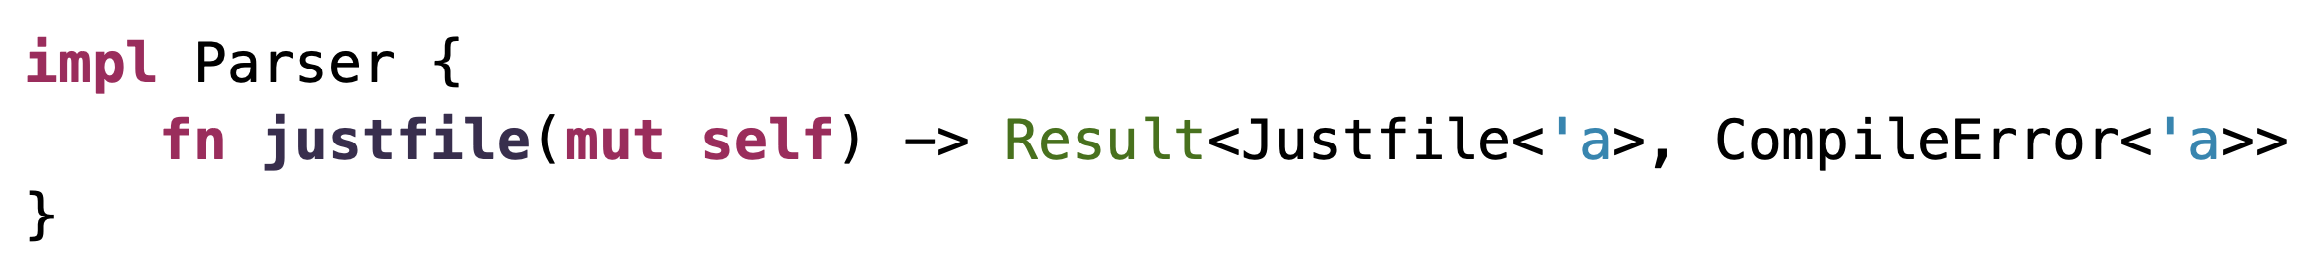 impl Parser {
    fn justfile(mut self) -> Result<Justfile<'a>, CompileError<'a>>
}